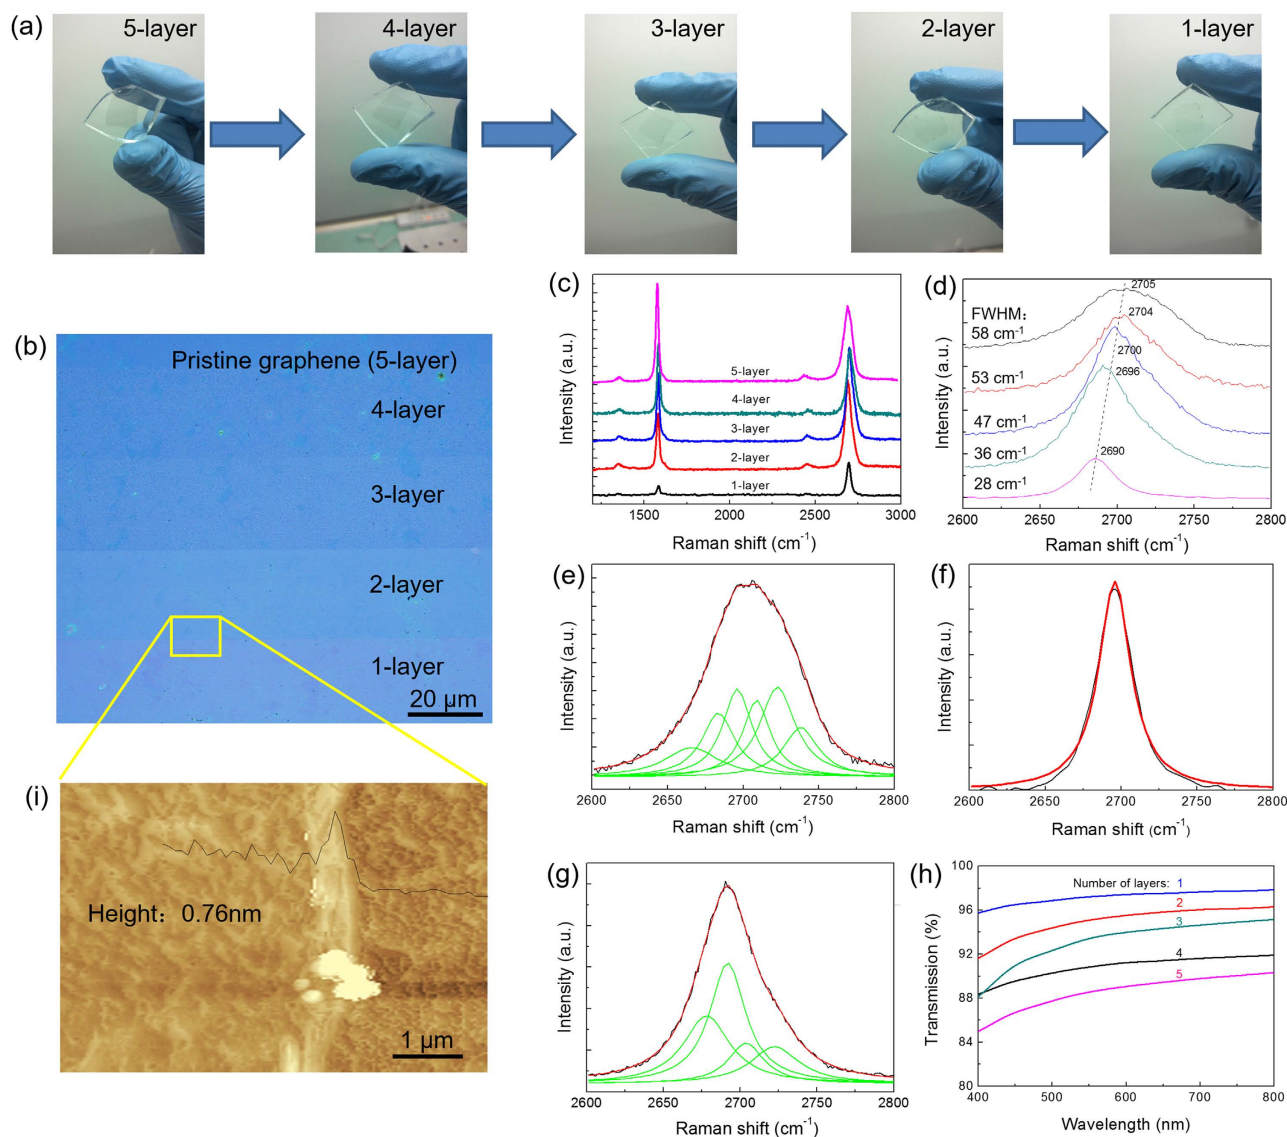 (a)
5-layer
4-layer
3-layer
2-layer
1-layer
(b)
Pristine graphene (5-layer)
4-layer
3-layer
2-layer
1-layer
20 μm
(c)
Intensity (a.u.)
5-layer
4-layer
3-layer
2-layer
1-layer
1500 2000 2500 3000
Raman shift (cm⁻¹)
(d)
Intensity (a.u.)
FWHM：
58 cm⁻¹
53 cm⁻¹
47 cm⁻¹
36 cm⁻¹
28 cm⁻¹
2705
2704
2700
2696
2690
2600 2650 2700 2750 2800
Raman shift (cm⁻¹)
(e)
Intensity (a.u.)
2600 2650 2700 2750 2800
Raman shift (cm⁻¹)
(f)
Intensity (a.u.)
2600 2650 2700 2750 2800
Raman shift (cm⁻¹)
(i)
Height：0.76nm
1 μm
(g)
Intensity (a.u.)
2600 2650 2700 2750 2800
Raman shift (cm⁻¹)
(h)
Transmission (%)
100
96
92
88
84
80
Number of layers: 1
2
3
4
5
400 500 600 700 800
Wavelength (nm)